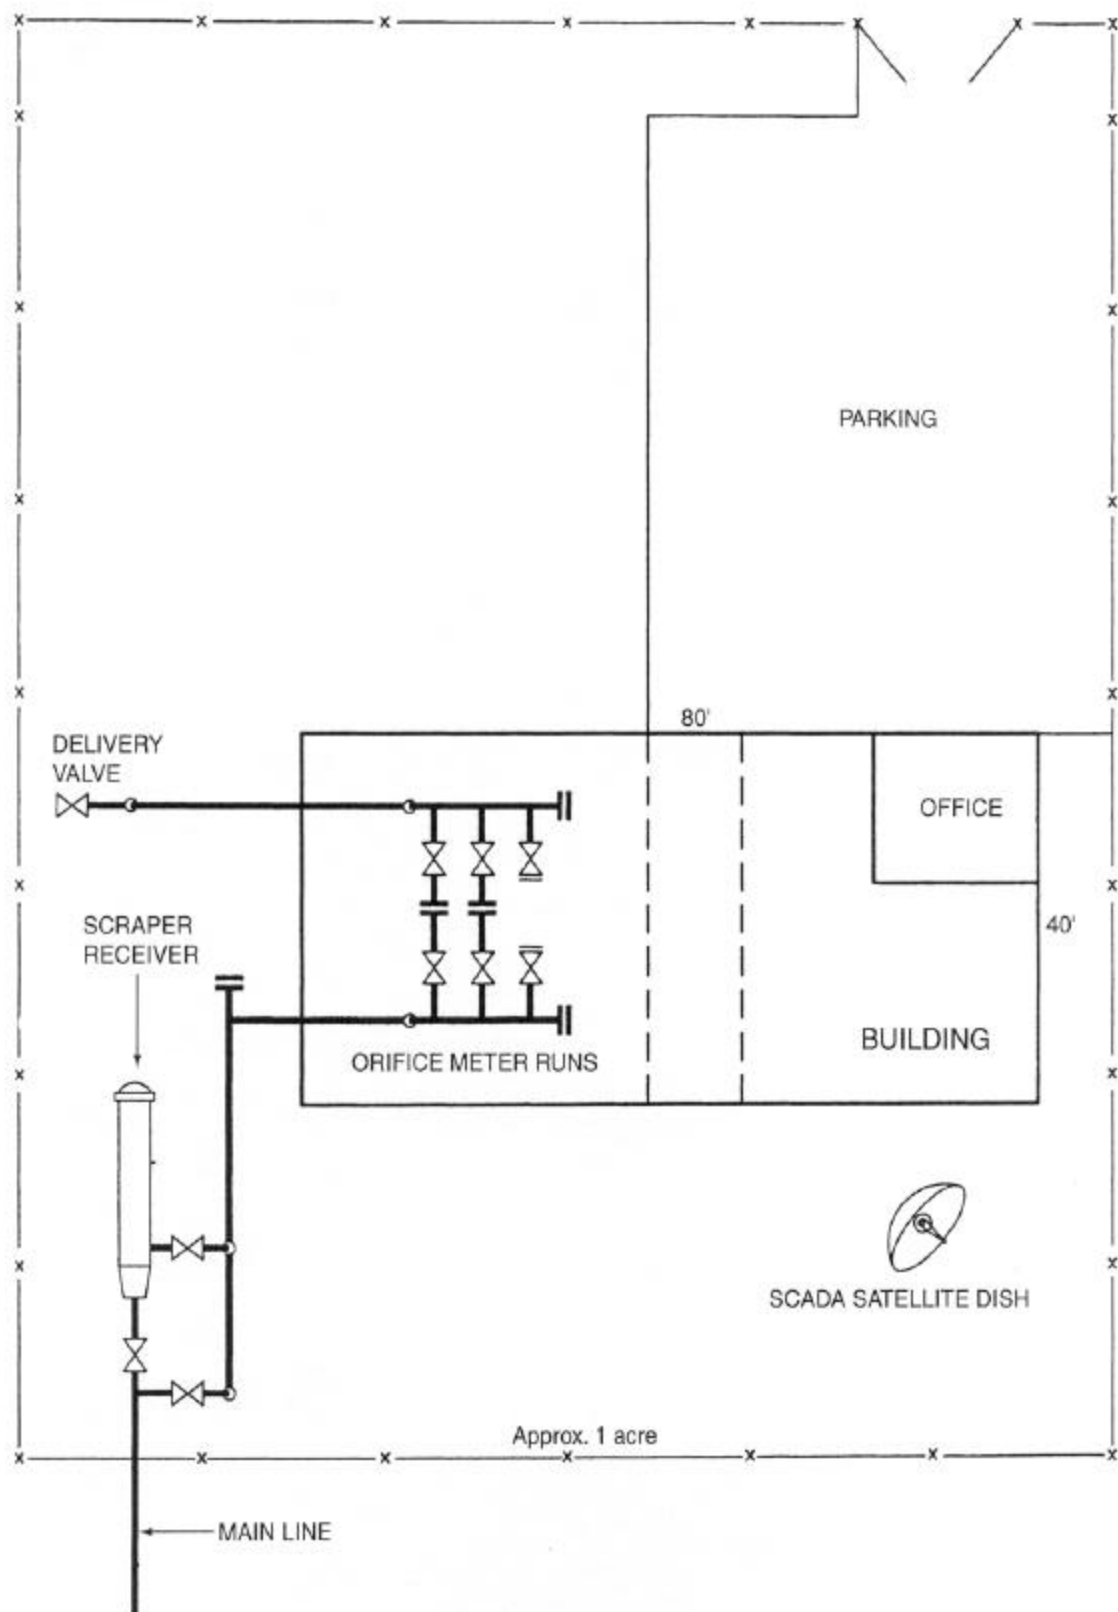 PARKING
80'
DELIVERY
VALVE
OFFICE
SCRAPER
RECEIVER
40'
BUILDING
ORIFICE METER RUNS
SCADA SATELLITE DISH
Approx. 1 acre
MAIN LINE